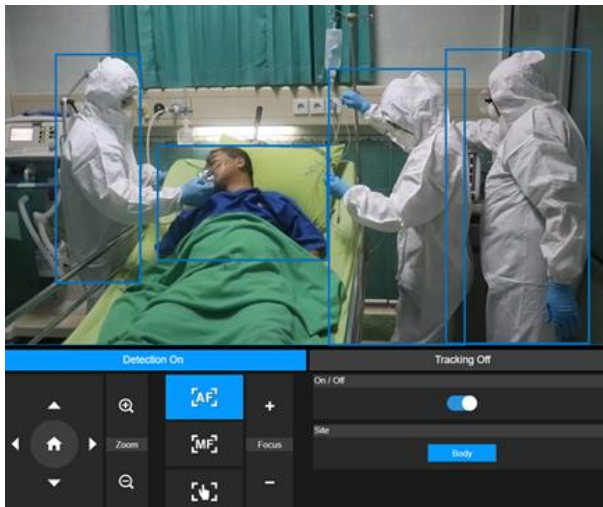 Detection On
Tracking Off
On / Off
AF
Zoom
MF
Focus
Site
Body